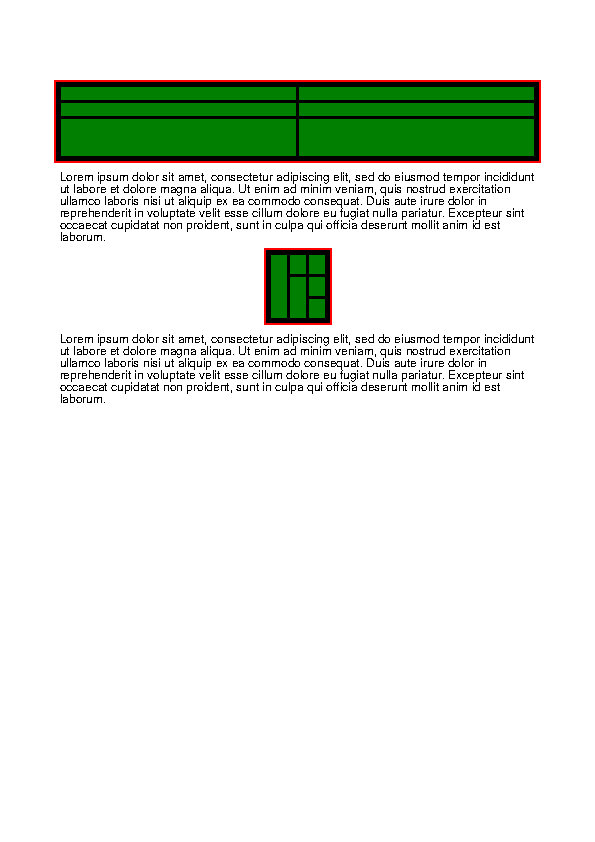 Lorem ipsum dolor sit amet, consectetur adipiscing elit, sed do eiusmod tempor incididunt
ut labore et dolore magna aliqua. Ut enim ad minim veniam, quis nostrud exercitation
ullamco laboris nisi ut aliquip ex ea commodo consequat. Duis aute irure dolor in
reprehenderit in voluptate velit esse cillum dolore eu fugiat nulla pariatur. Excepteur sint
occaecat cupidatat non proident, sunt in culpa qui officia deserunt mollit anim id est
laborum.
Lorem ipsum dolor sit amet, consectetur adipiscing elit, sed do eiusmod tempor incididunt
ut labore et dolore magna aliqua. Ut enim ad minim veniam, quis nostrud exercitation
ullamco laboris nisi ut aliquip ex ea commodo consequat. Duis aute irure dolor in
reprehenderit in voluptate velit esse cillum dolore eu fugiat nulla pariatur. Excepteur sint
occaecat cupidatat non proident, sunt in culpa qui officia deserunt mollit anim id est
laborum.